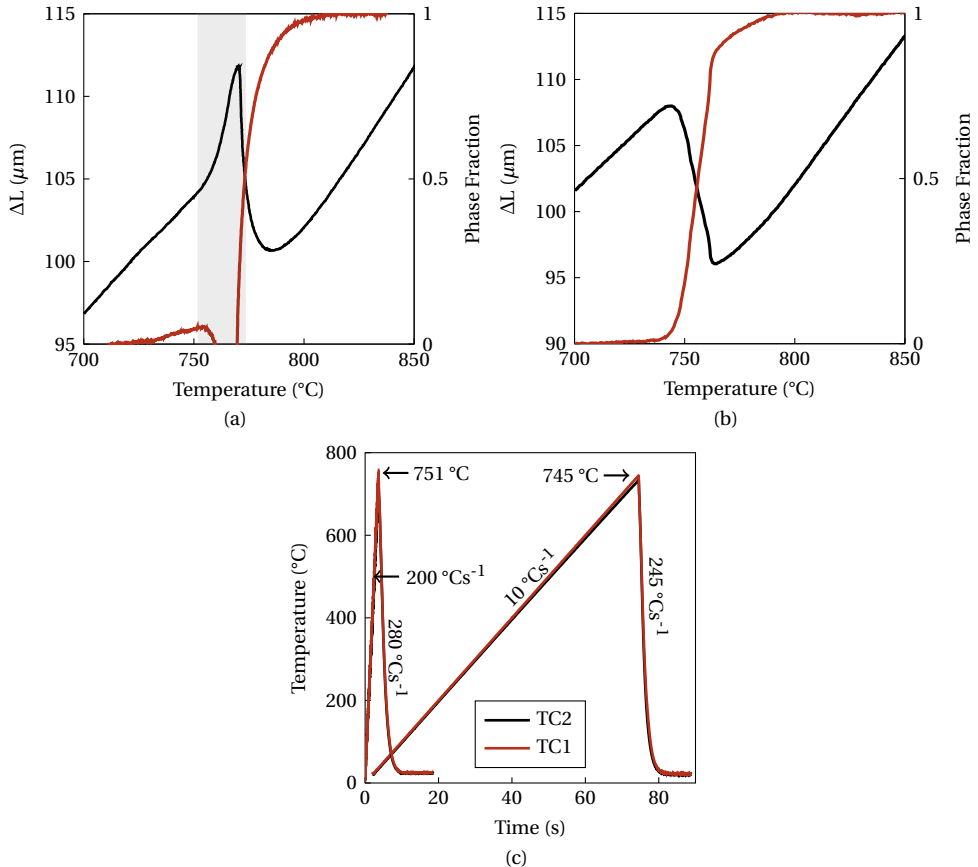 115
110
105
100
95
ΔL (μm)
1
0.5
0
Phase Fraction
700
750
800
850
Temperature (°C)
(a)
115
110
105
100
95
90
ΔL (μm)
1
0.5
0
Phase Fraction
700
750
800
850
Temperature (°C)
(b)
800
600
400
200
0
Temperature (°C)
751 °C
745 °C
200 °Cs-1
280 °Cs-1
10 °Cs-1
245 °Cs-1
TC2
TC1
0
20
40
60
80
Time (s)
(c)